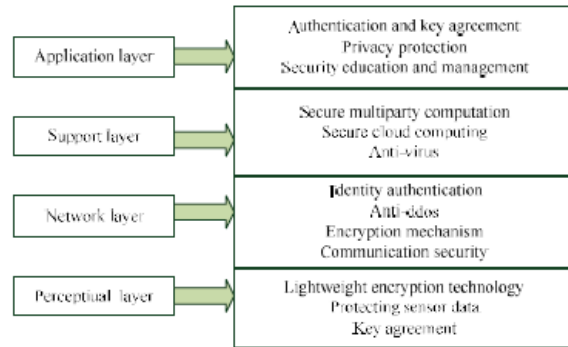 Application layer
Authentication and key agreement
Privacy protection
Security education and management
Support layer
Secure multiparty computation
Secure cloud computing
Anti-virus
Network layer
Identity authentication
Anti-ddos
Encryption mechanism
Communication security
Perceptiual layer
Lightweight encryption technology
Protecting sensor data
Key agreement